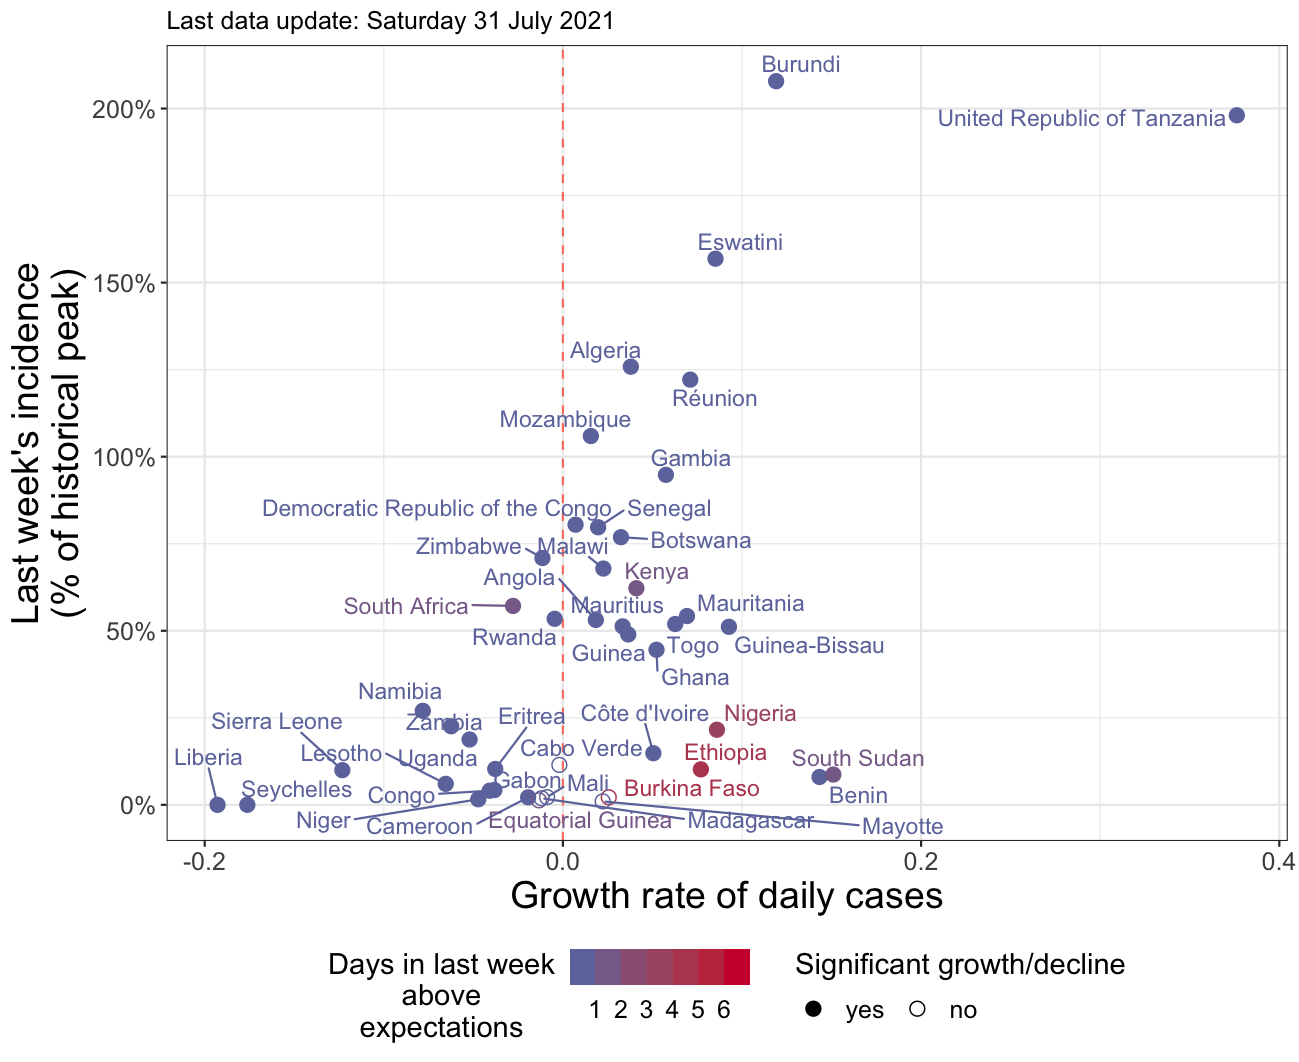 Last data update: Saturday 31 July 2021
Last week's incidence
(% of historical peak)
200%
150%
100%
50%
0%
Burundi
United Republic of Tanzania
Eswatini
Algeria
Réunion
Mozambique
Gambia
Democratic Republic of the Congo
Senegal
Botswana
Zimbabwe
Malawi
Angola
Kenya
South Africa
Mauritius
Mauritania
Rwanda
Guinea
Togo
Guinea-Bissau
Ghana
Namibia
Sierra Leone
Zambia
Eritrea
Côte d'Ivoire
Nigeria
Liberia
Lesotho
Uganda
Cabo Verde
Ethiopia
South Sudan
Seychelles
Congo
Gabon
Mali
Burkina Faso
Benin
Niger
Cameroon
Equatorial Guinea
Madagascar
Mayotte
-0.2
0.0
0.2
0.4
Growth rate of daily cases
Days in last week
above
expectations
1 2 3 4 5 6
Significant growth/decline
yes
no